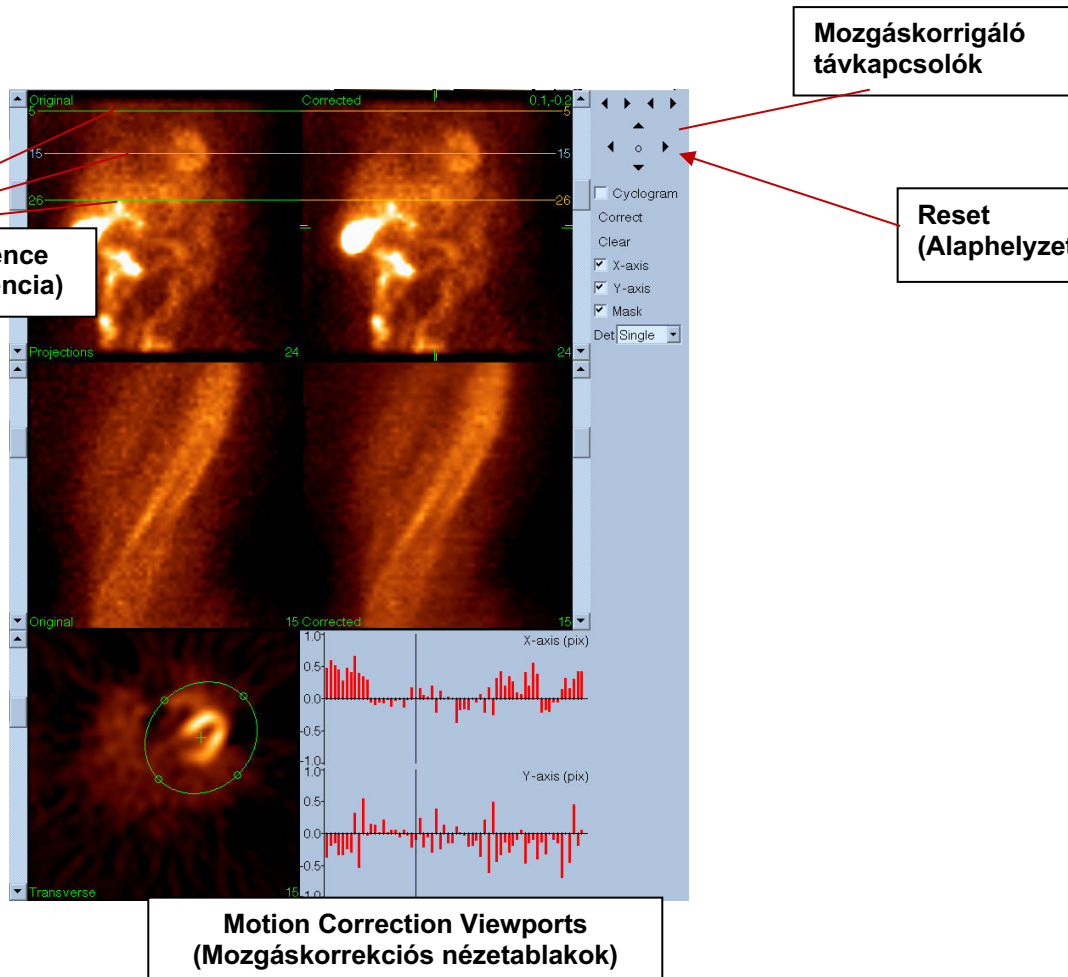 Mozgáskorrigáló
távkapcsolók
Original
Corrected
0.1,-0.2
5
5
15
15
26
26
Cyclogram
Correct
Clear
X-axis
Y-axis
Mask
Det Single
Reset
(Alaphelyzet
ence
encia)
Projections
24
24
Original
15
Corrected
15
X-axis (pix)
1.0
0.5
0.0
-0.5
-1.0
Y-axis (pix)
1.0
0.5
0.0
-0.5
-1.0
Transverse
15
Motion Correction Viewports
(Mozgáskorrekciós nézetablakok)